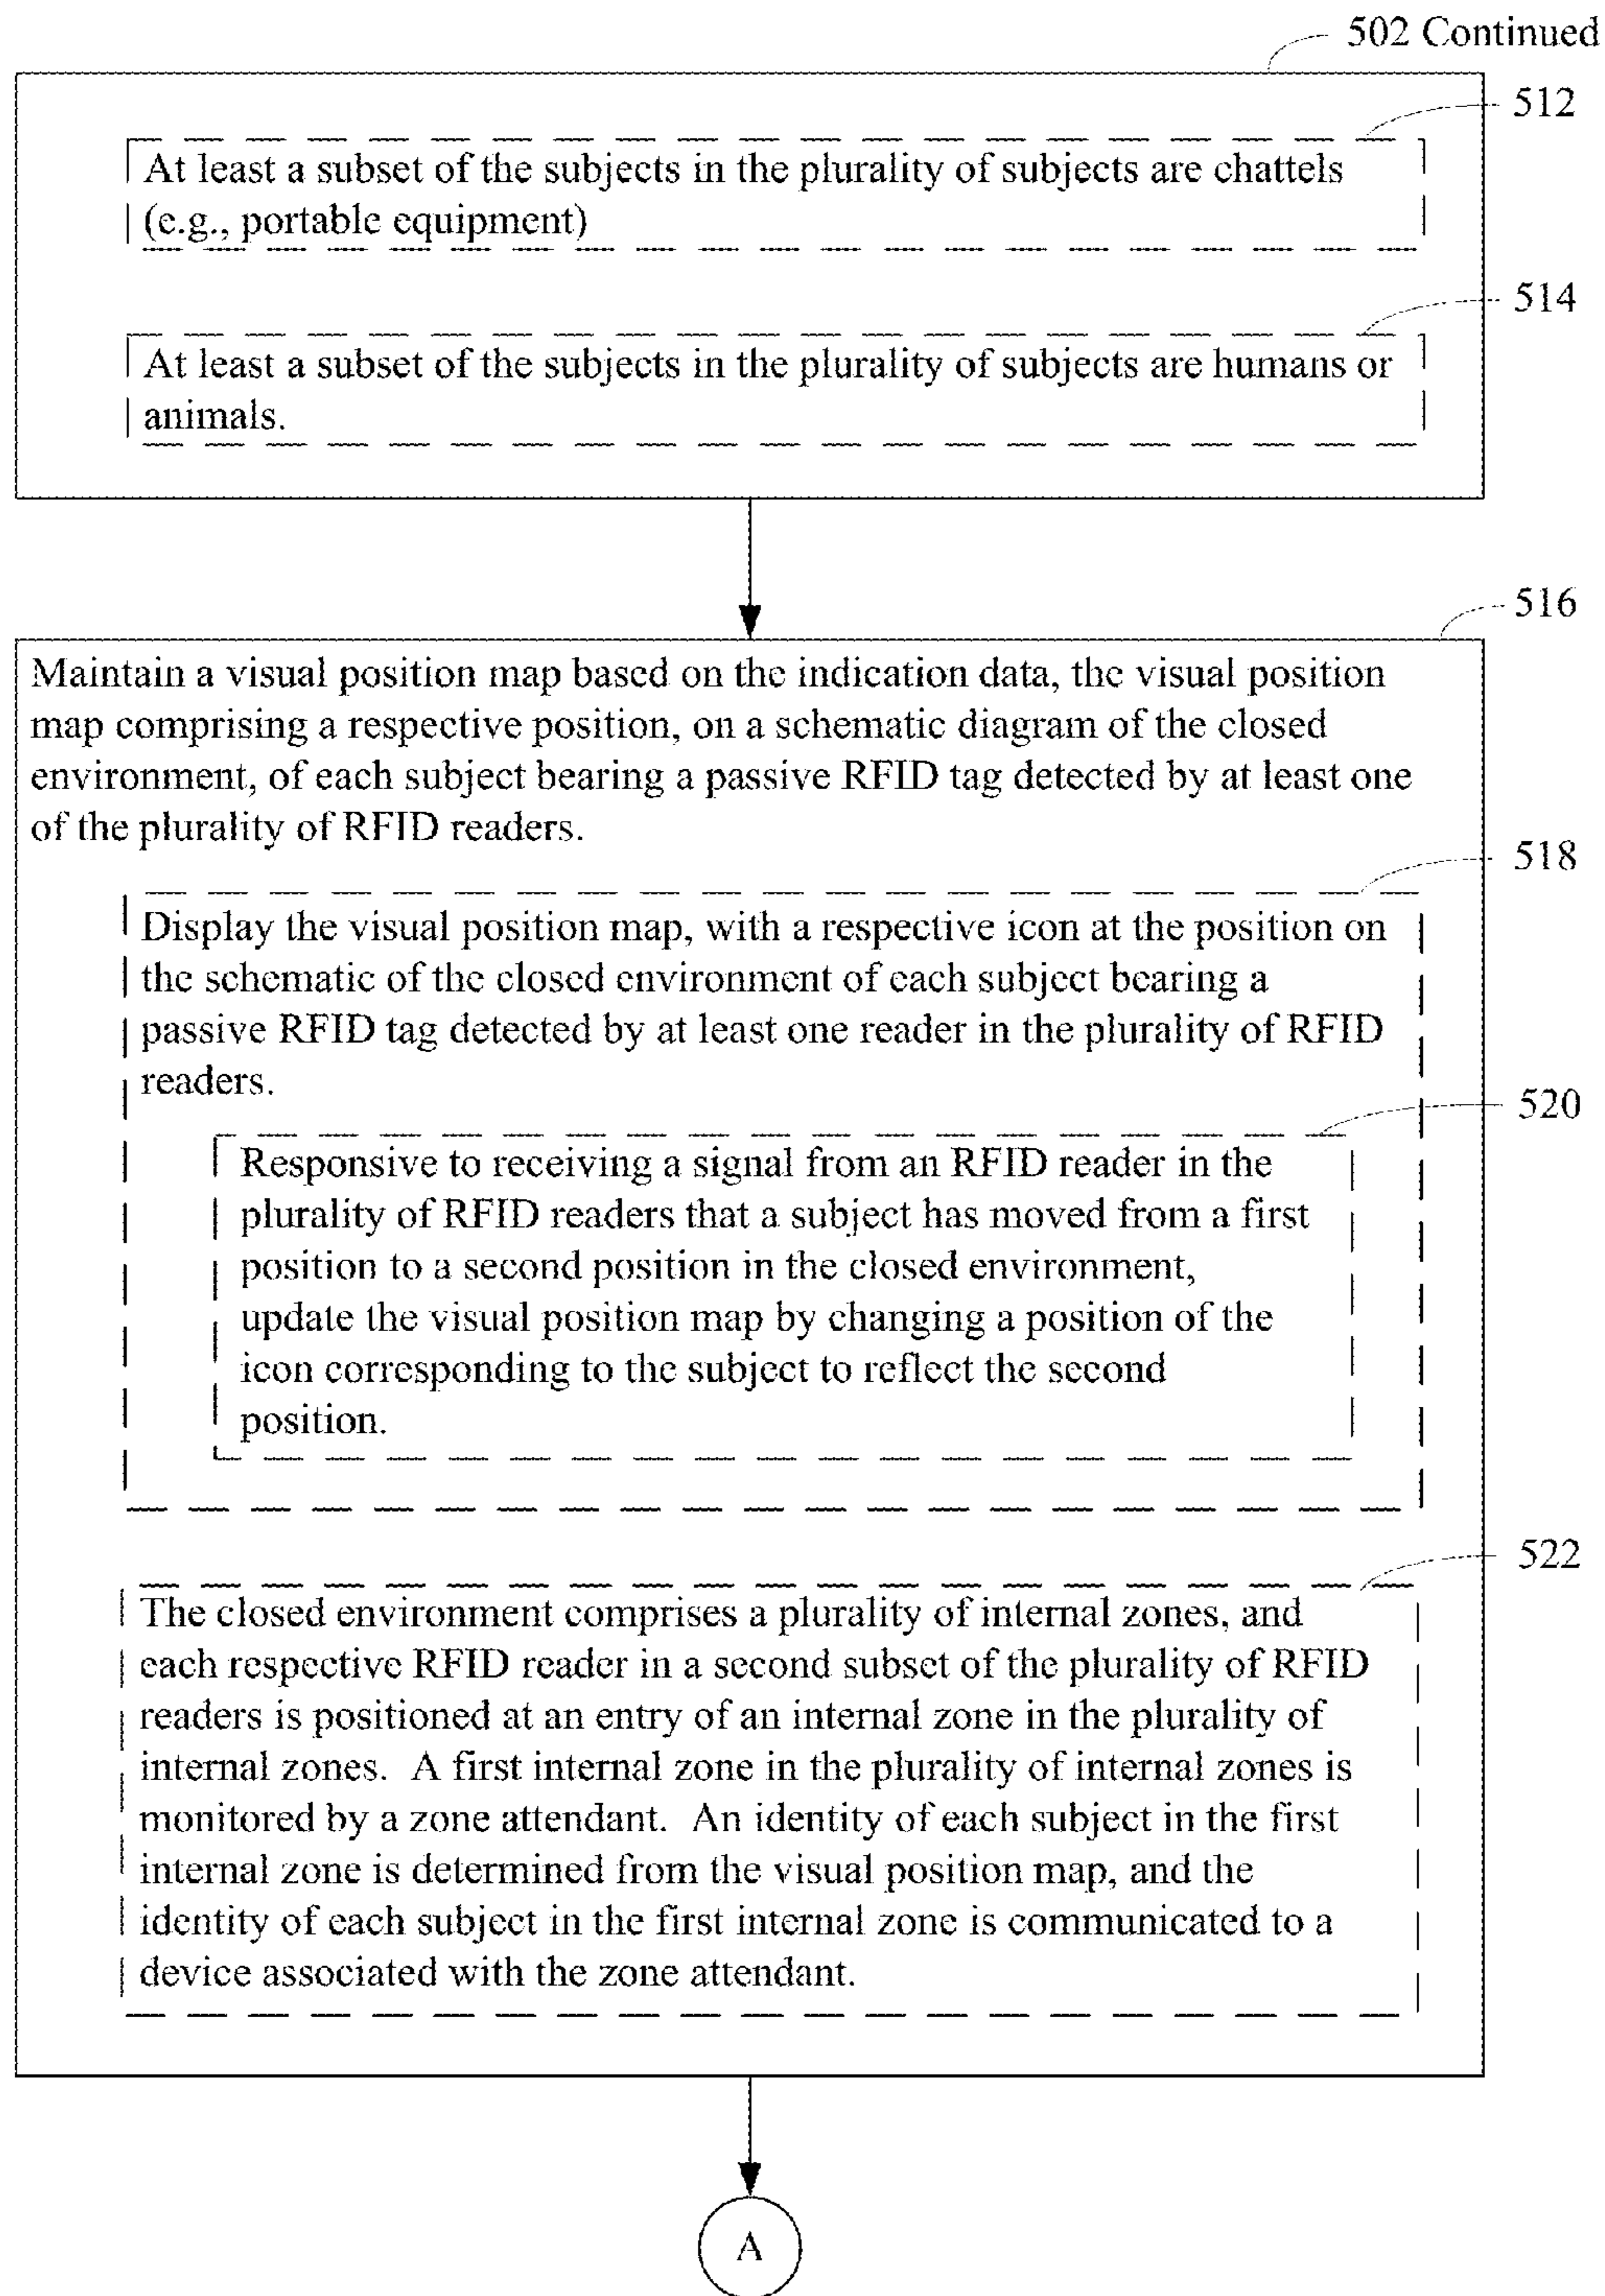 502 Continued
512
At least a subset of the subjects in the plurality of subjects are chattels
(e.g., portable equipment)
514
At least a subset of the subjects in the plurality of subjects are humans or
animals.
516
Maintain a visual position map based on the indication data, the visual position
map comprising a respective position, on a schematic diagram of the closed
environment, of each subject bearing a passive RFID tag detected by at least one
of the plurality of RFID readers.
518
Display the visual position map, with a respective icon at the position on
the schematic of the closed environment of each subject bearing a
passive RFID tag detected by at least one reader in the plurality of RFID
readers.
520
Responsive to receiving a signal from an RFID reader in the
plurality of RFID readers that a subject has moved from a first
position to a second position in the closed environment,
update the visual position map by changing a position of the
icon corresponding to the subject to reflect the second
position.
522
The closed environment comprises a plurality of internal zones, and
each respective RFID reader in a second subset of the plurality of RFID
readers is positioned at an entry of an internal zone in the plurality of
internal zones.  A first internal zone in the plurality of internal zones is
monitored by a zone attendant.  An identity of each subject in the first
internal zone is determined from the visual position map, and the
identity of each subject in the first internal zone is communicated to a
device associated with the zone attendant.
A